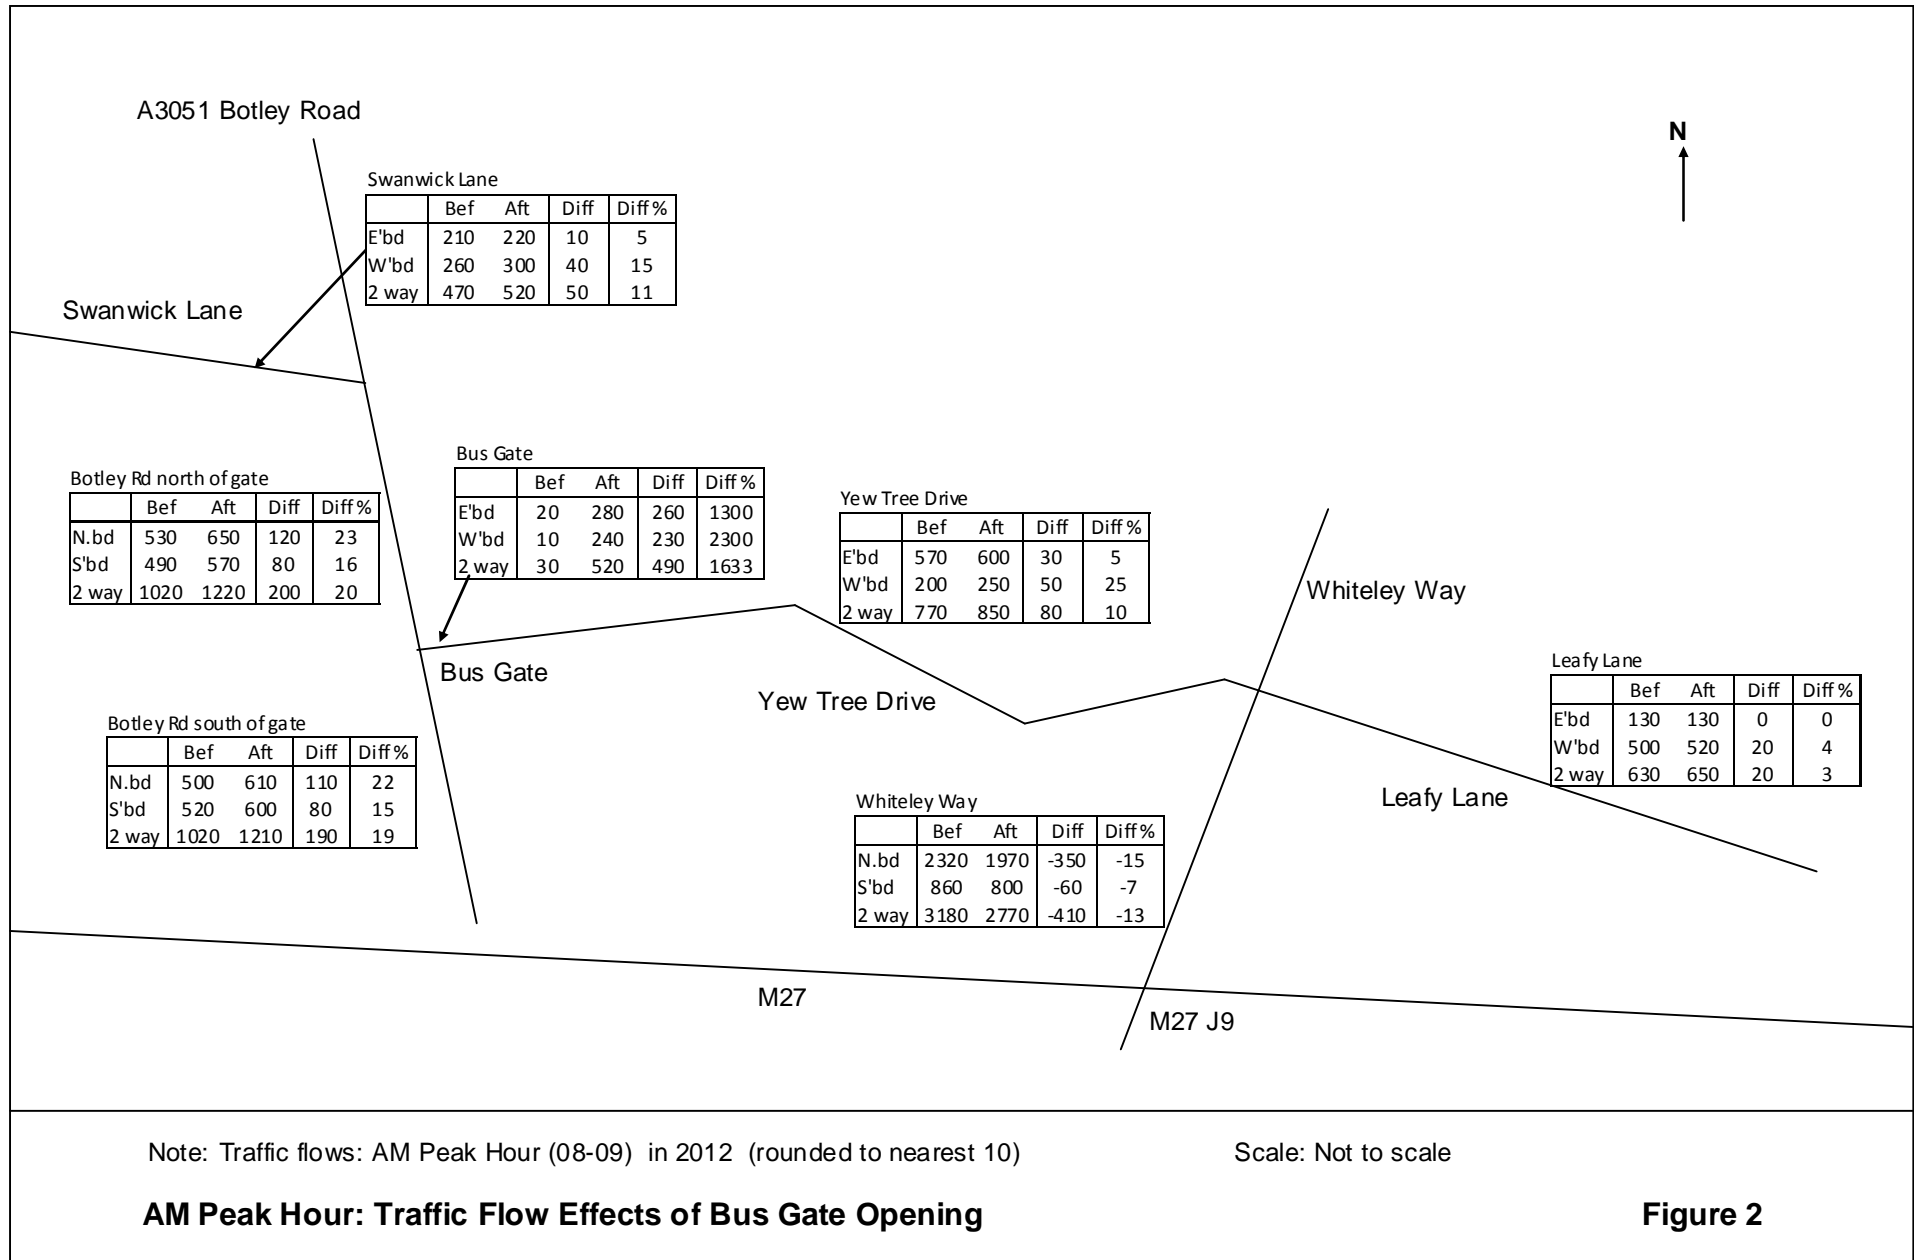 A3051 Botley Road
N
Swanwick Lane
Bef Aft Diff Diff%
E'bd 210 220 10 5
W'bd 260 300 40 15
2 way 470 520 50 11
Swanwick Lane
Bus Gate
Bef Aft Diff Diff%
E'bd 20 280 260 1300
W'bd 10 240 230 2300
2 way 30 520 490 1633
Botley Rd north of gate
Bef Aft Diff Diff%
N.bd 530 650 120 23
S'bd 490 570 80 16
2 way 1020 1220 200 20
Yew Tree Drive
Bef Aft Diff Diff%
E'bd 570 600 30 5
W'bd 200 250 50 25
2 way 770 850 80 10
Whiteley Way
Bus Gate
Yew Tree Drive
Leafy Lane
Bef Aft Diff Diff%
E'bd 130 130 0 0
W'bd 500 520 20 4
2 way 630 650 20 3
Botley Rd south of gate
Bef Aft Diff Diff%
N.bd 500 610 110 22
S'bd 520 600 80 15
2 way 1020 1210 190 19
Leafy Lane
Whiteley Way
Bef Aft Diff Diff%
N.bd 2320 1970 -350 -15
S'bd 860 800 -60 -7
2 way 3180 2770 -410 -13
M27
M27 J9
Note: Traffic flows: AM Peak Hour (08-09) in 2012 (rounded to nearest 10)
Scale: Not to scale
AM Peak Hour: Traffic Flow Effects of Bus Gate Opening
Figure 2